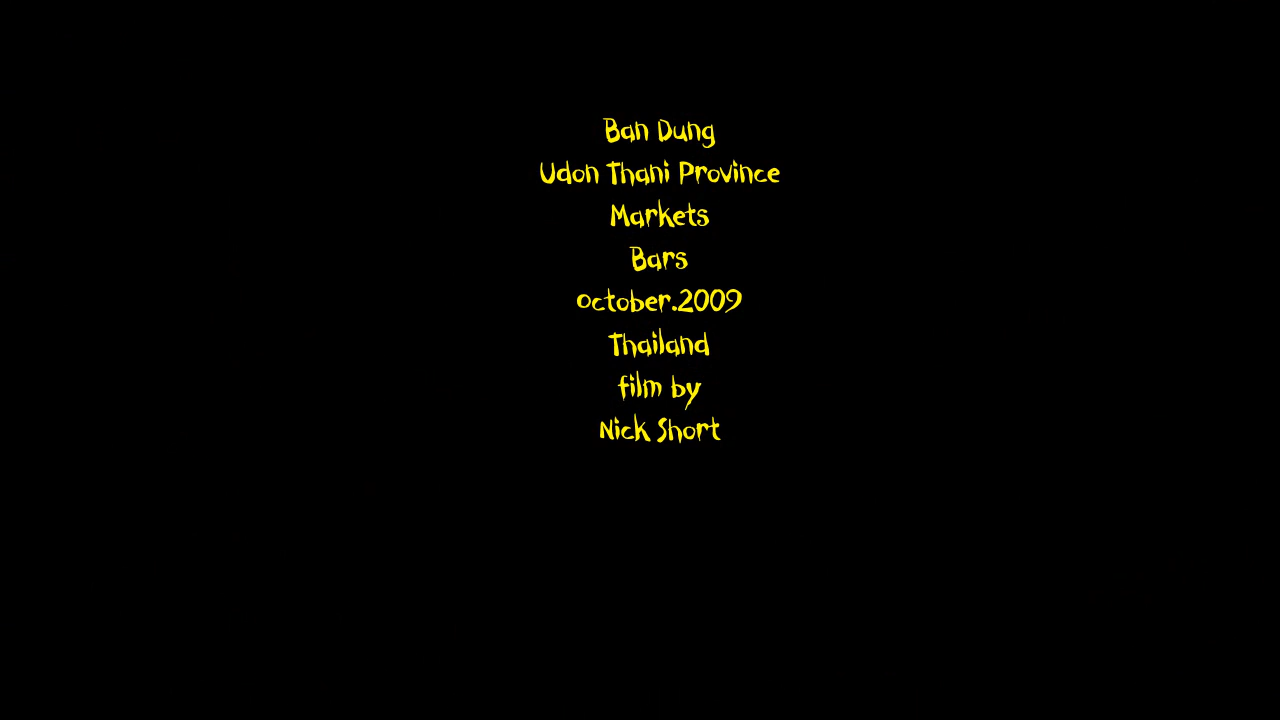 Ban Dung
Udon Thani Province
Markets
Bars
october.2009
Thailand
film by
Nick Short